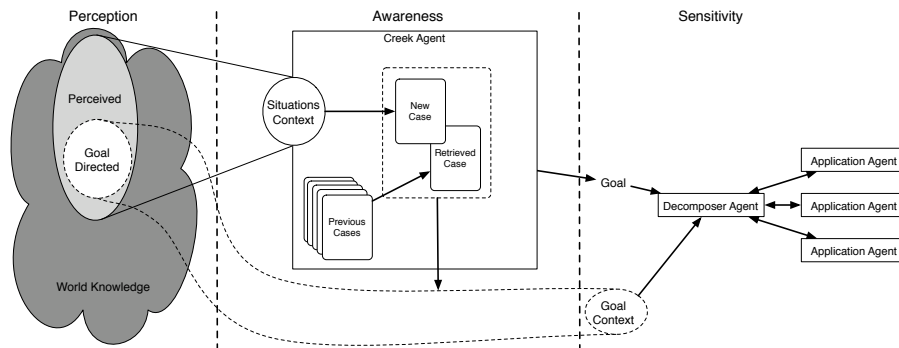 Perception
Awareness
Sensitivity
Creek Agent
Perceived
Goal
Directed
World Knowledge
Situations
Context
New
Case
Retrieved
Case
Previous
Cases
Goal
Decomposer Agent
Application Agent
Application Agent
Application Agent
Goal
Context